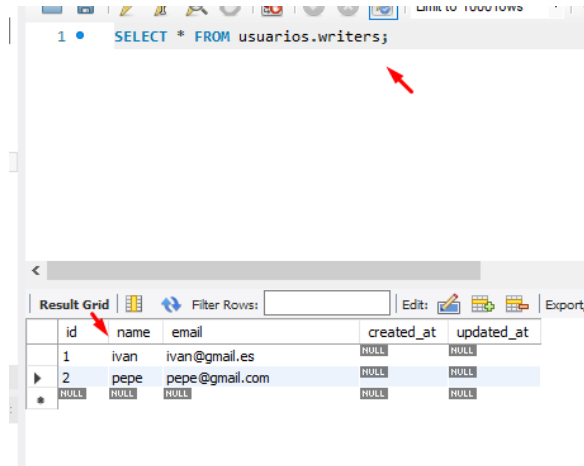 Limit to 1000 rows
1 SELECT * FROM usuarios.writers;
<
Result Grid Filter Rows: Edit: Export
id name email created_at updated_at
1 ivan ivan@gmail.es NULL NULL
2 pepe pepe@gmail.com NULL NULL
NULL NULL NULL NULL NULL